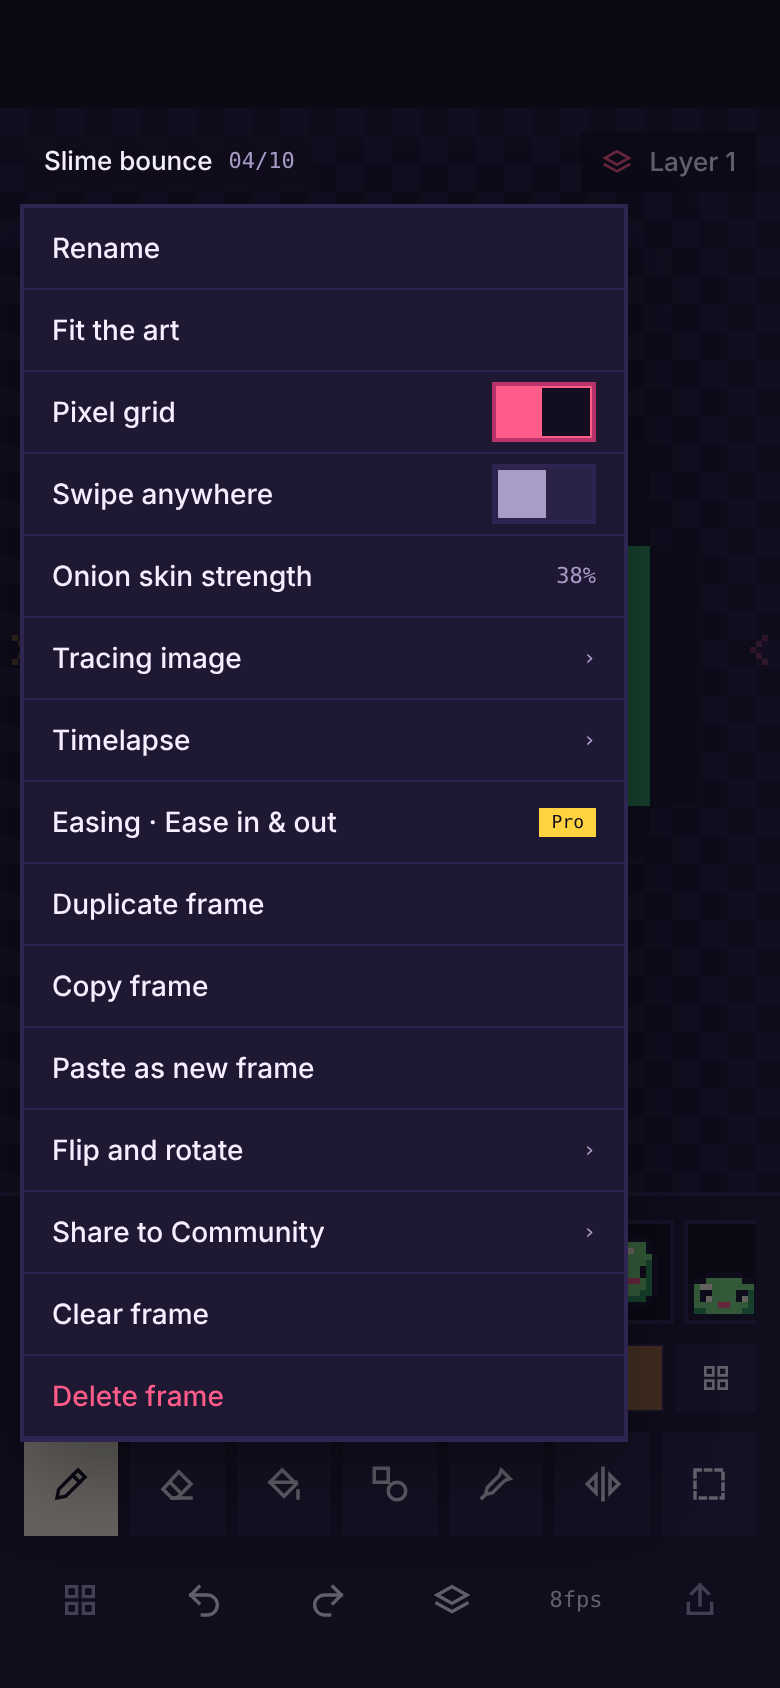 Slime bounce 04/10
Layer 1
Rename
Fit the art
Pixel grid
Swipe anywhere
Onion skin strength 38%
Tracing image ›
Timelapse ›
Easing · Ease in & out Pro
Duplicate frame
Copy frame
Paste as new frame
Flip and rotate ›
Share to Community ›
Clear frame
Delete frame
8fps